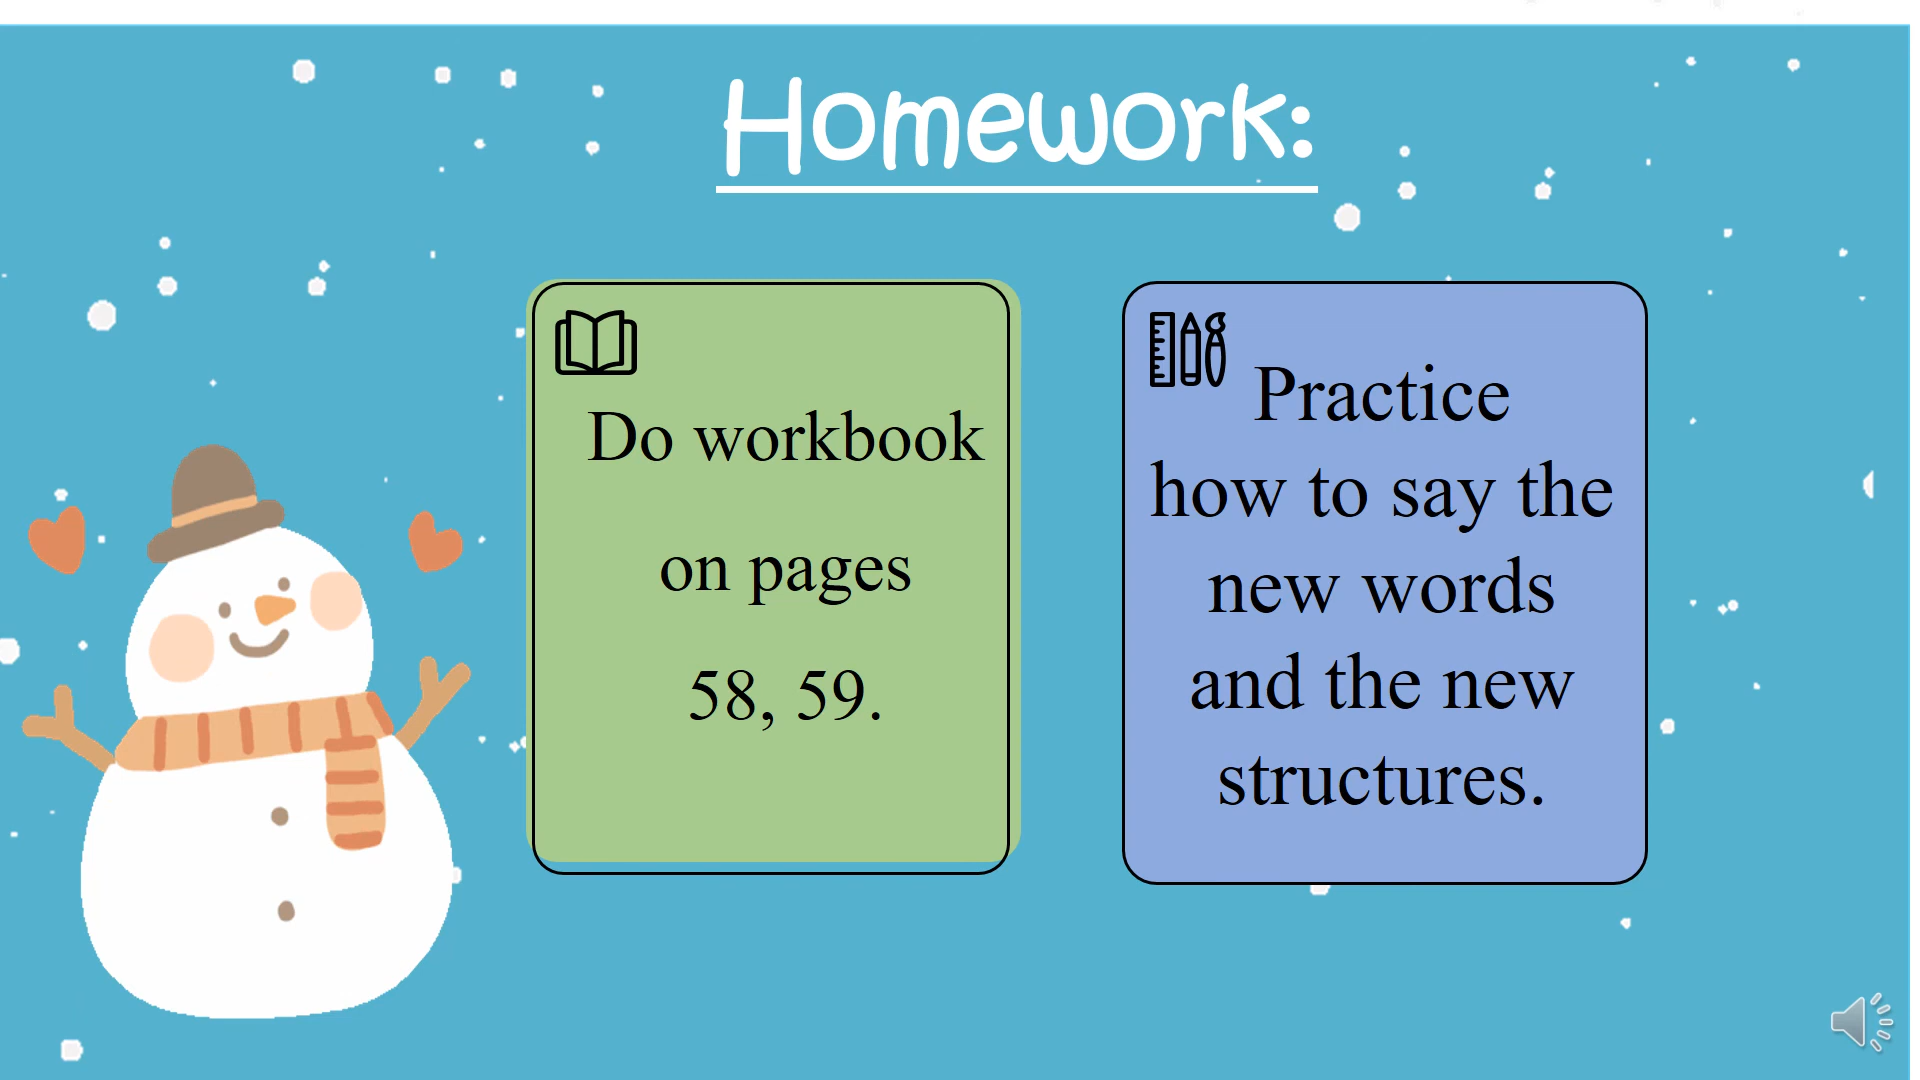 Homework:
Do workbook
on pages
58, 59.
Practice
how to say the
new words
and the new
structures.